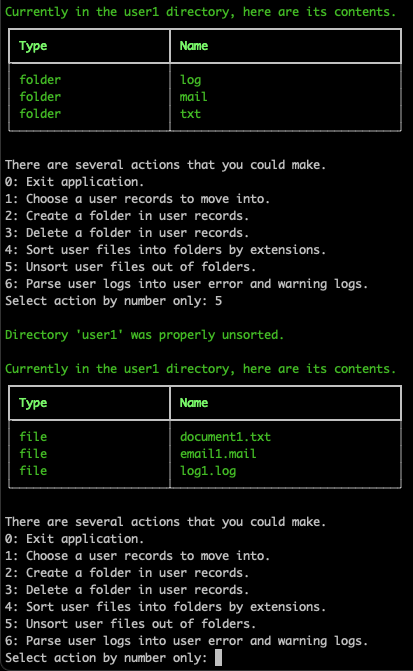 Currently in the user1 directory, here are its contents.
Type Name
folder log
folder mail
folder txt
There are several actions that you could make.
0: Exit application.
1: Choose a user records to move into.
2: Create a folder in user records.
3: Delete a folder in user records.
4: Sort user files into folders by extensions.
5: Unsort user files out of folders.
6: Parse user logs into user error and warning logs.
Select action by number only: 5
Directory 'user1' was properly unsorted.
Currently in the user1 directory, here are its contents.
Type Name
file document1.txt
file email1.mail
file log1.log
There are several actions that you could make.
0: Exit application.
1: Choose a user records to move into.
2: Create a folder in user records.
3: Delete a folder in user records.
4: Sort user files into folders by extensions.
5: Unsort user files out of folders.
6: Parse user logs into user error and warning logs.
Select action by number only: